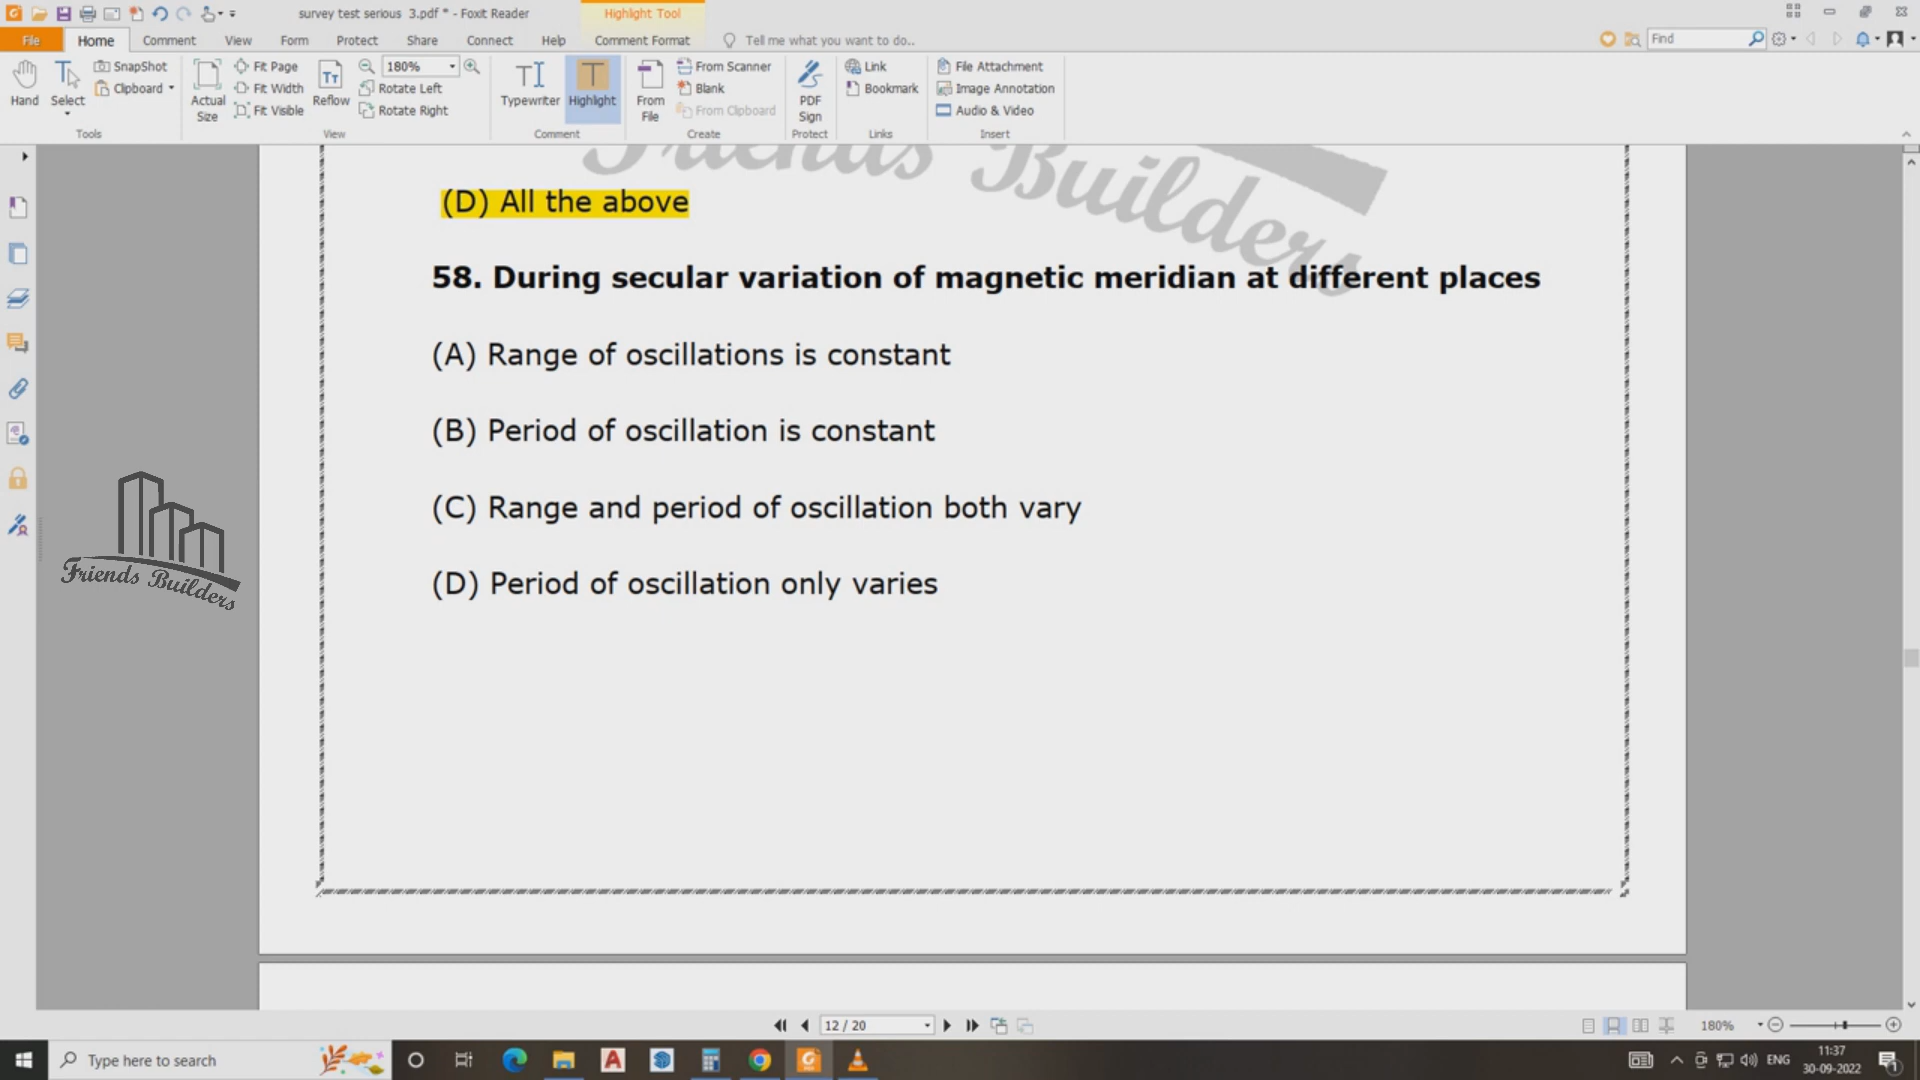 survey test serious 3.pdf * - Foxit Reader
Highlight Tool
File Home Comment View Form Protect Share Connect Help Comment Format Tell me what you want to do.. Find
Hand Select SnapShot Clipboard
Tools
Actual Size Fit Page Fit Width Fit Visible Reflow 180% Rotate Left Rotate Right
View
Typewriter Highlight
Comment
From File From Scanner Blank From Clipboard
Create
PDF Sign
Protect
Link Bookmark
Links
File Attachment Image Annotation Audio & Video
Insert
Friends Builders
(D) All the above
58. During secular variation of magnetic meridian at different places
(A) Range of oscillations is constant
(B) Period of oscillation is constant
(C) Range and period of oscillation both vary
(D) Period of oscillation only varies
Friends Builders
12 / 20
180%
Type here to search
ENG
11:37
30-09-2022